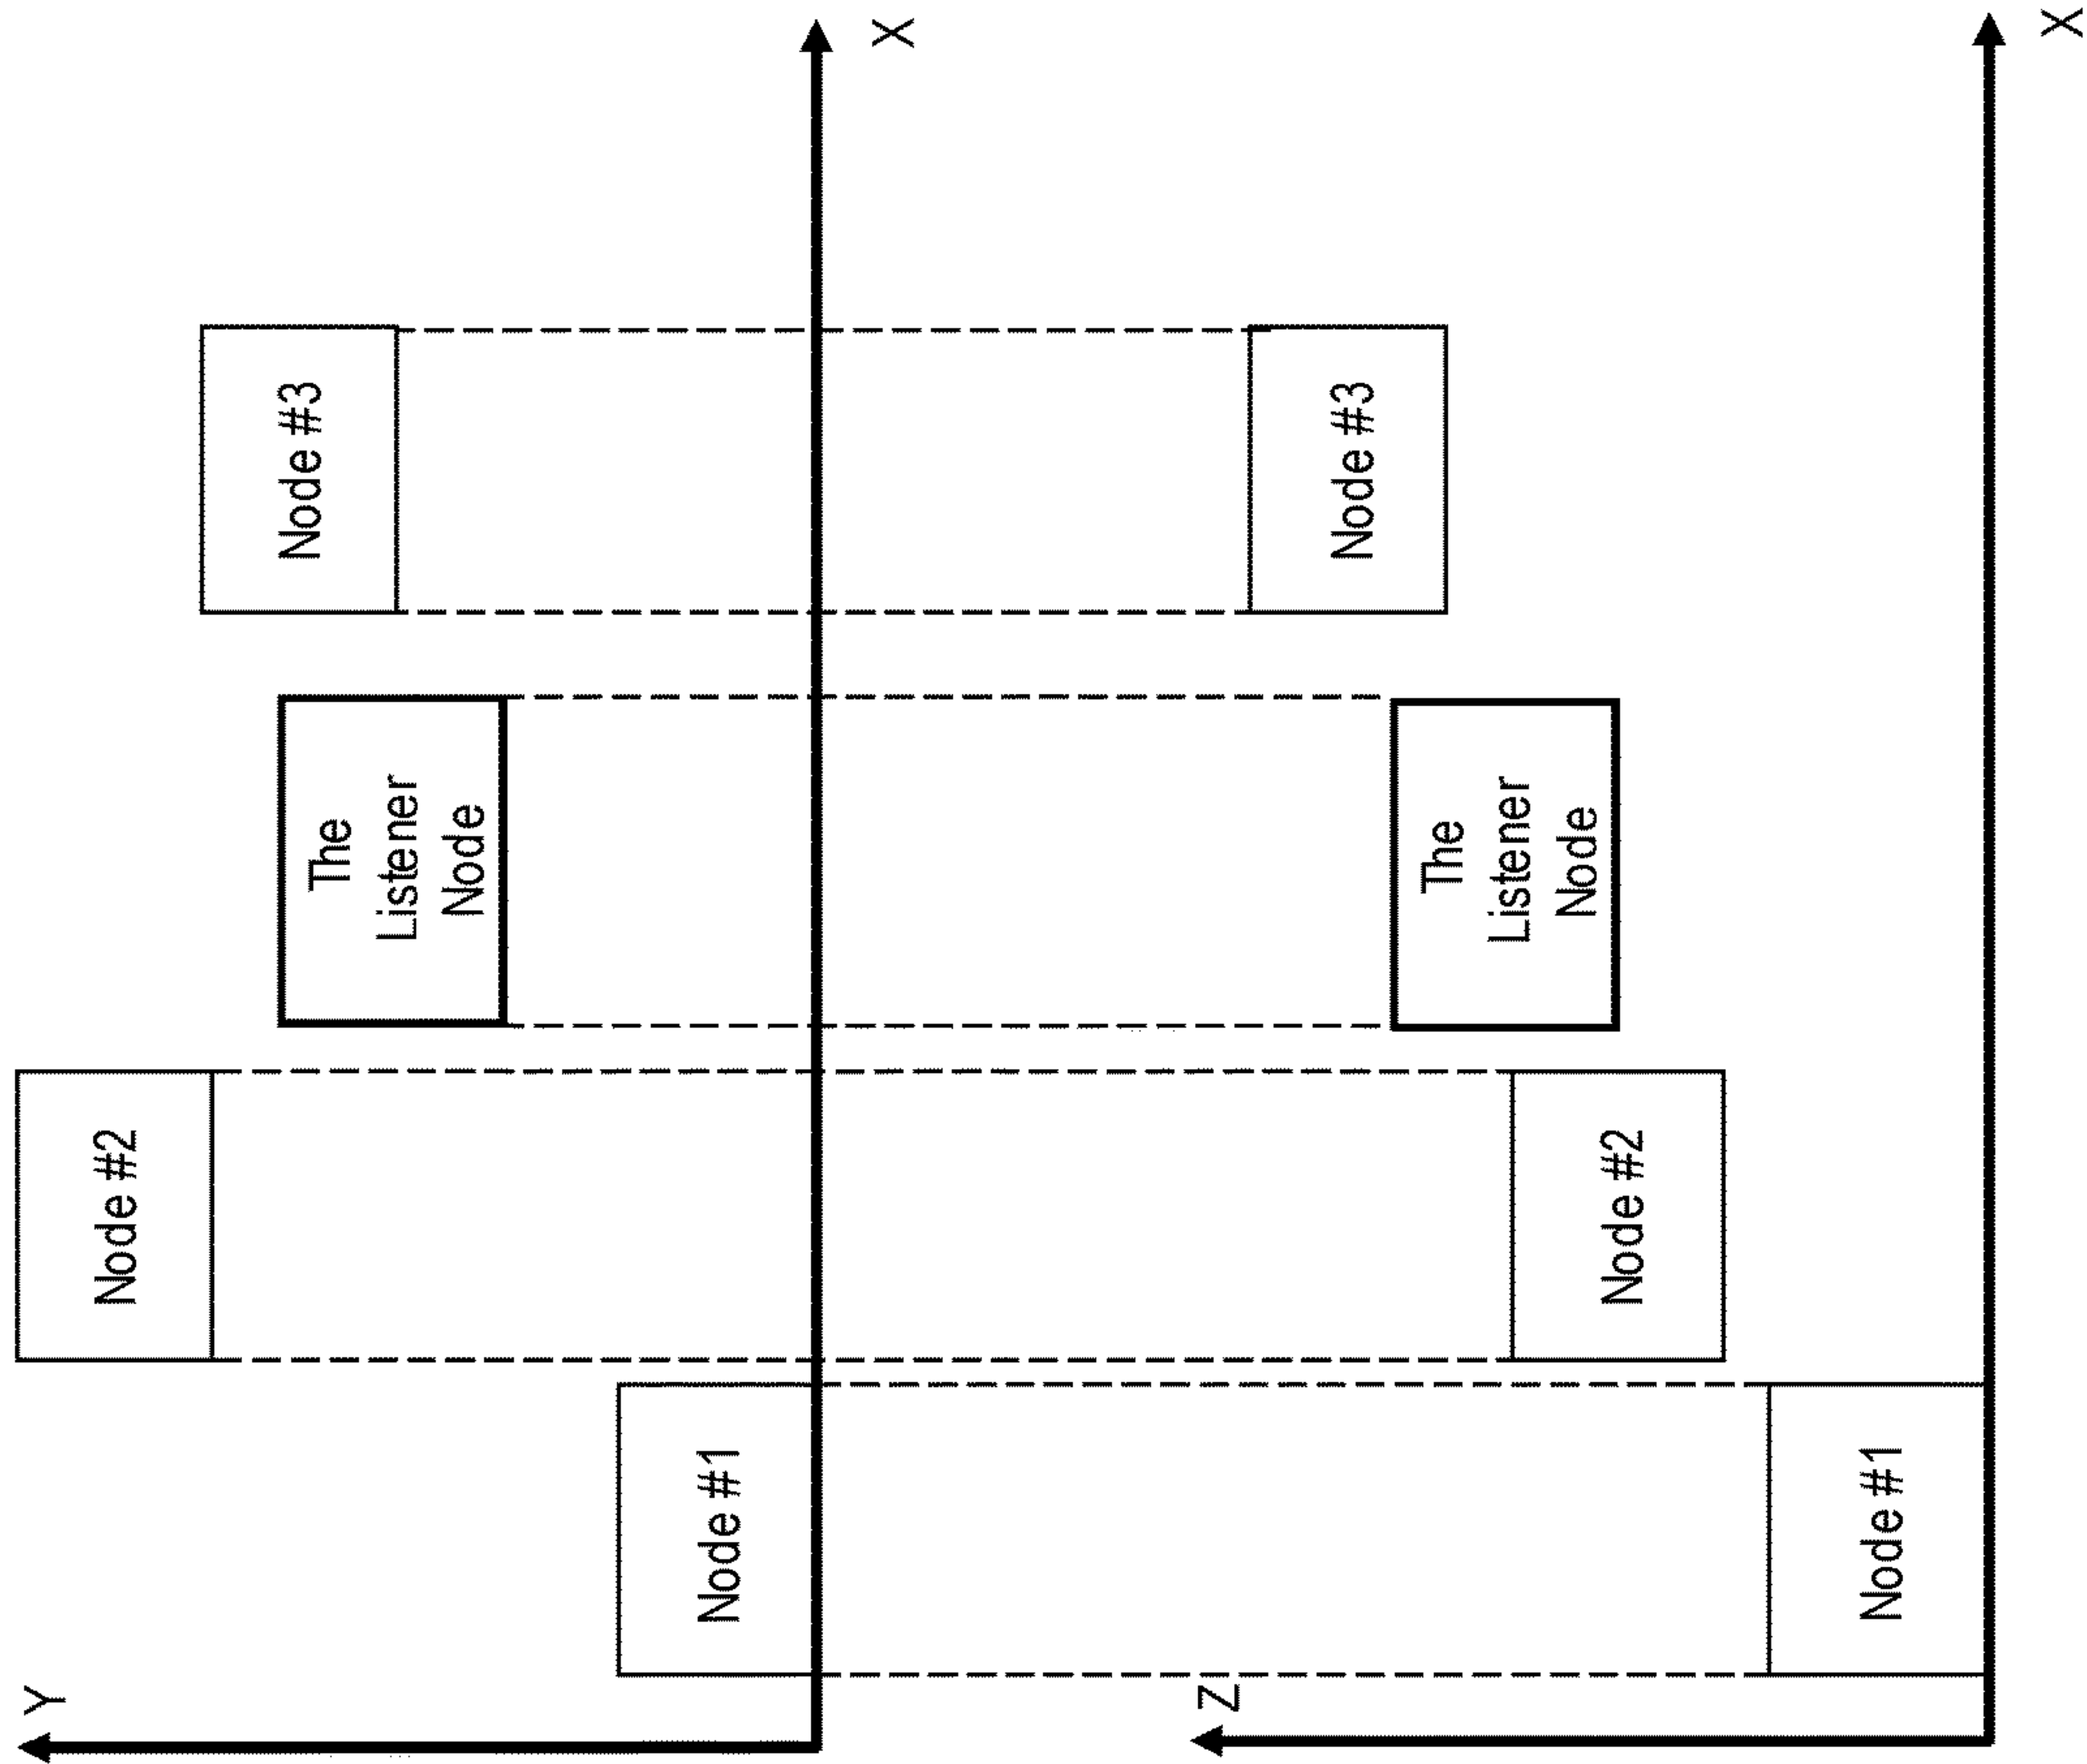 Y
Node #2
Node #3
The
Listener
Node
Node #1
X
Z
Node #3
The
Listener
Node
Node #2
Node #1
X